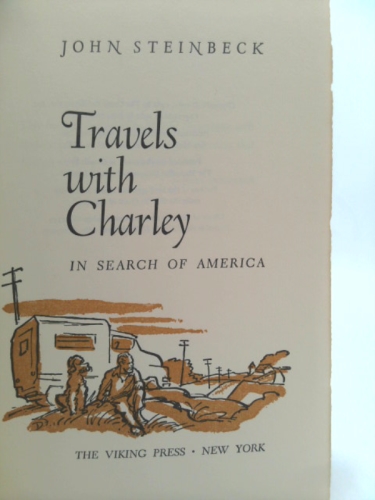 JOHN STEINBECK
Travels
with
Charley
IN SEARCH OF AMERICA
THE VIKING PRESS · NEW YORK